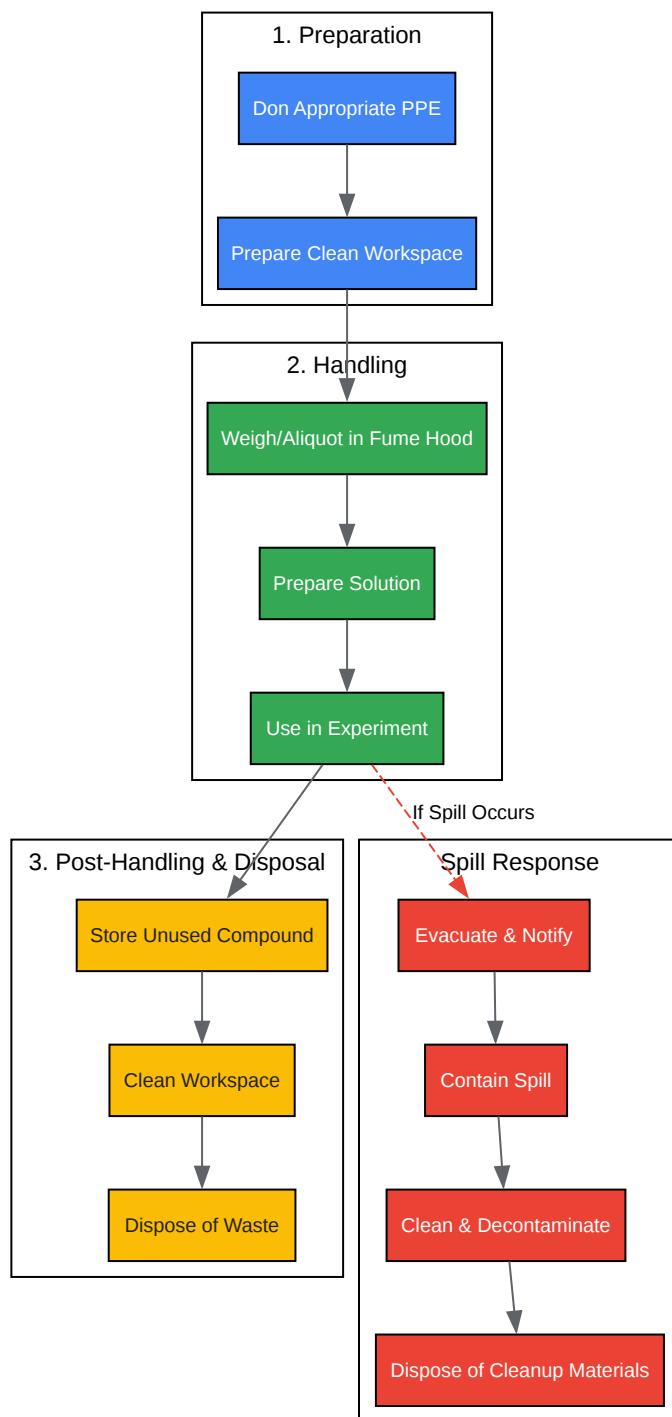 1. Preparation
Don Appropriate PPE
Prepare Clean Workspace
2. Handling
Weigh/Aliquot in Fume Hood
Prepare Solution
Use in Experiment
If Spill Occurs
3. Post-Handling & Disposal
Store Unused Compound
Clean Workspace
Dispose of Waste
Spill Response
Evacuate & Notify
Contain Spill
Clean & Decontaminate
Dispose of Cleanup Materials